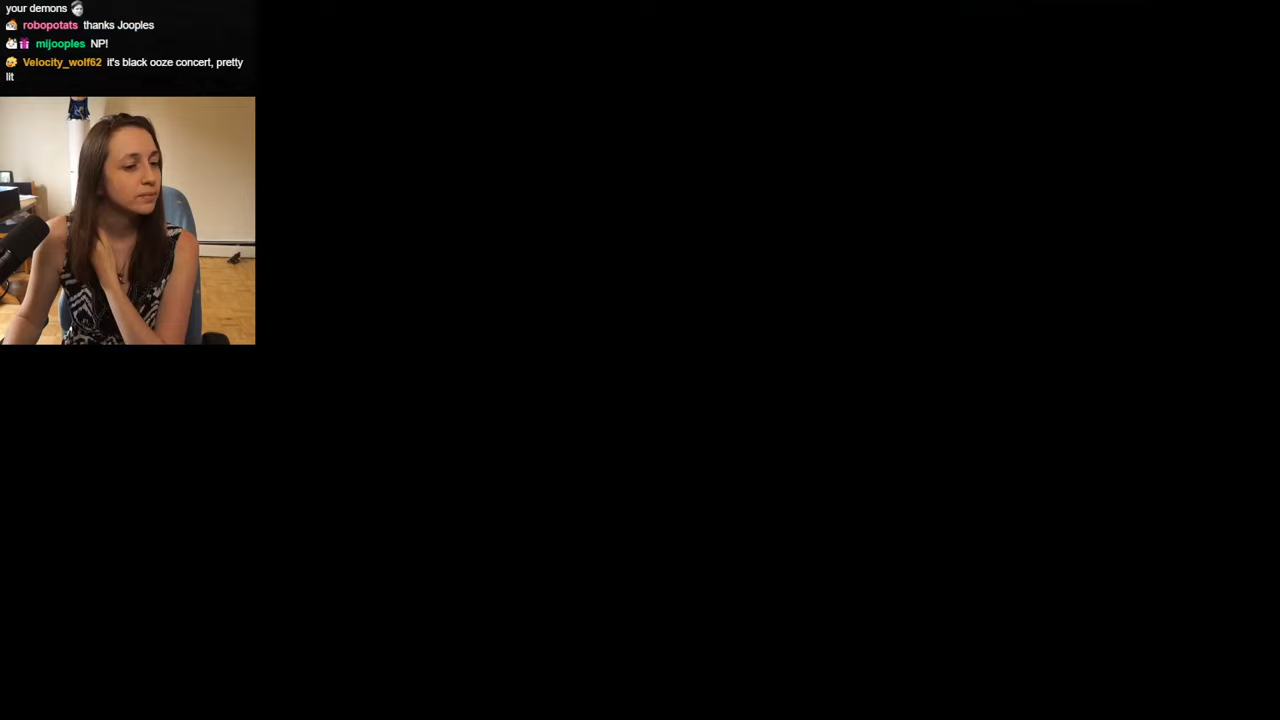 your demons
robopotats thanks Jooples
mijooples NP!
Velocity_wolf62 it's black ooze concert, pretty
lit